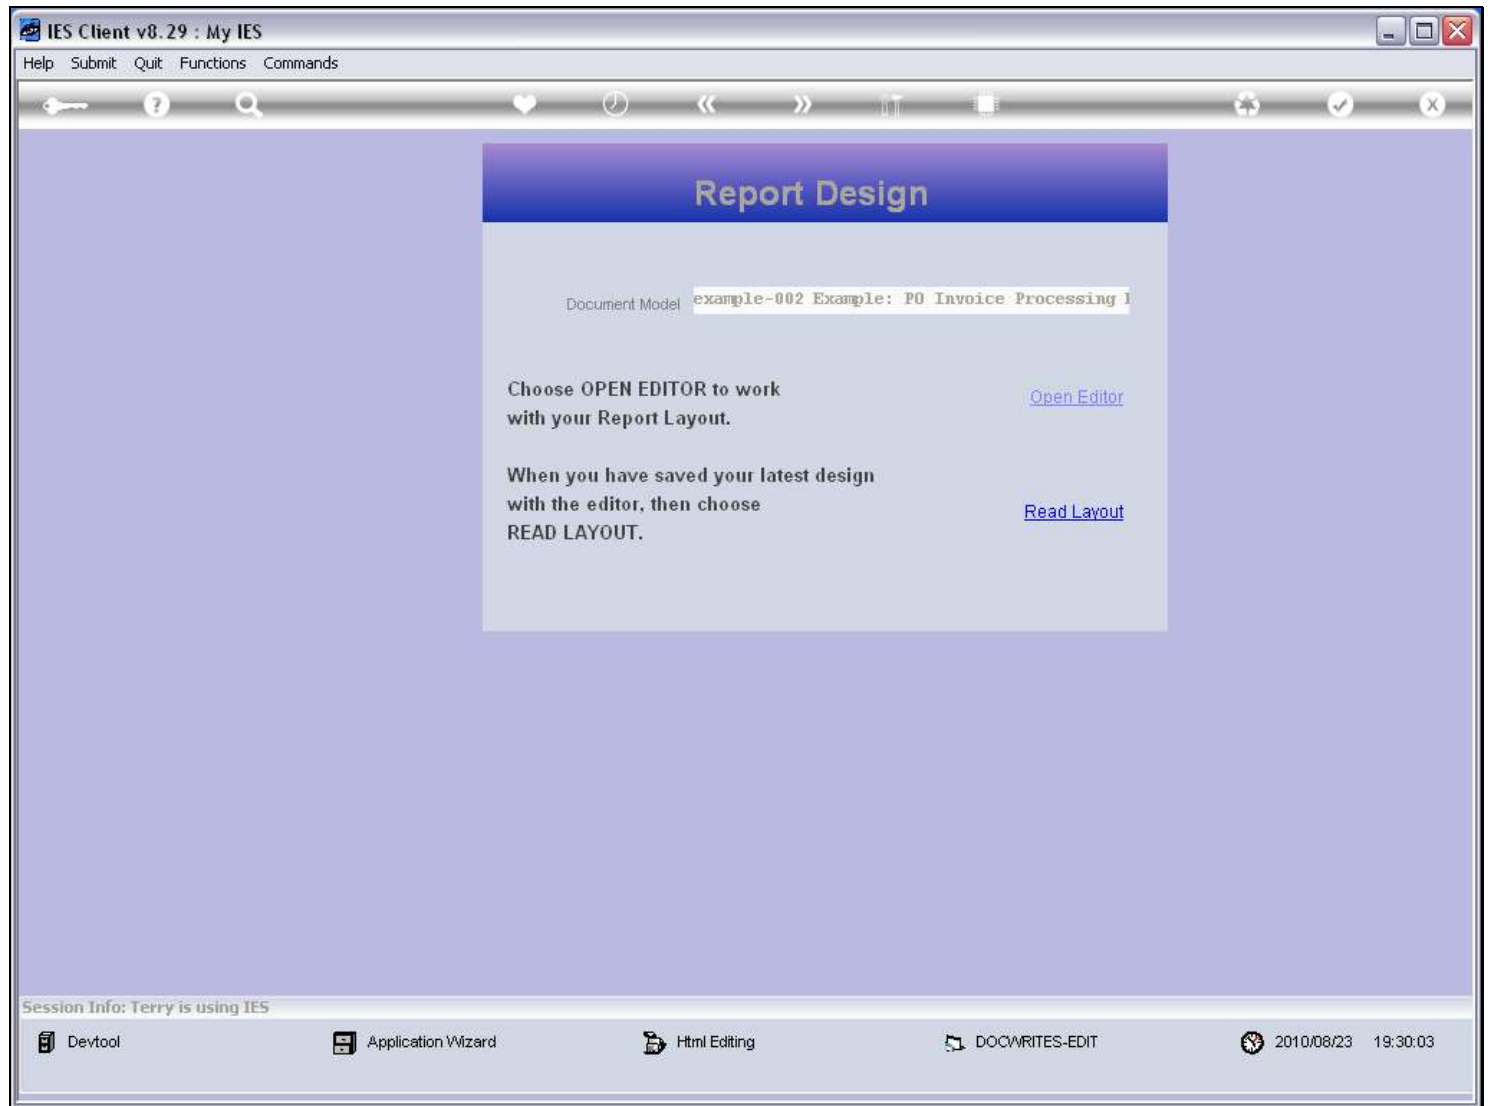 IES Client v8.29 : My IES
Help Submit Quit Functions Commands
Report Design
Document Model example-002 Example: PO Invoice Processing
Choose OPEN EDITOR to work
with your Report Layout.
Open Editor
When you have saved your latest design
with the editor, then choose
READ LAYOUT.
Read Layout
Session Info: Terry is using IES
Devtool Application Wizard Html Editing DOCWRITES-EDIT 2010/08/23 19:30:03